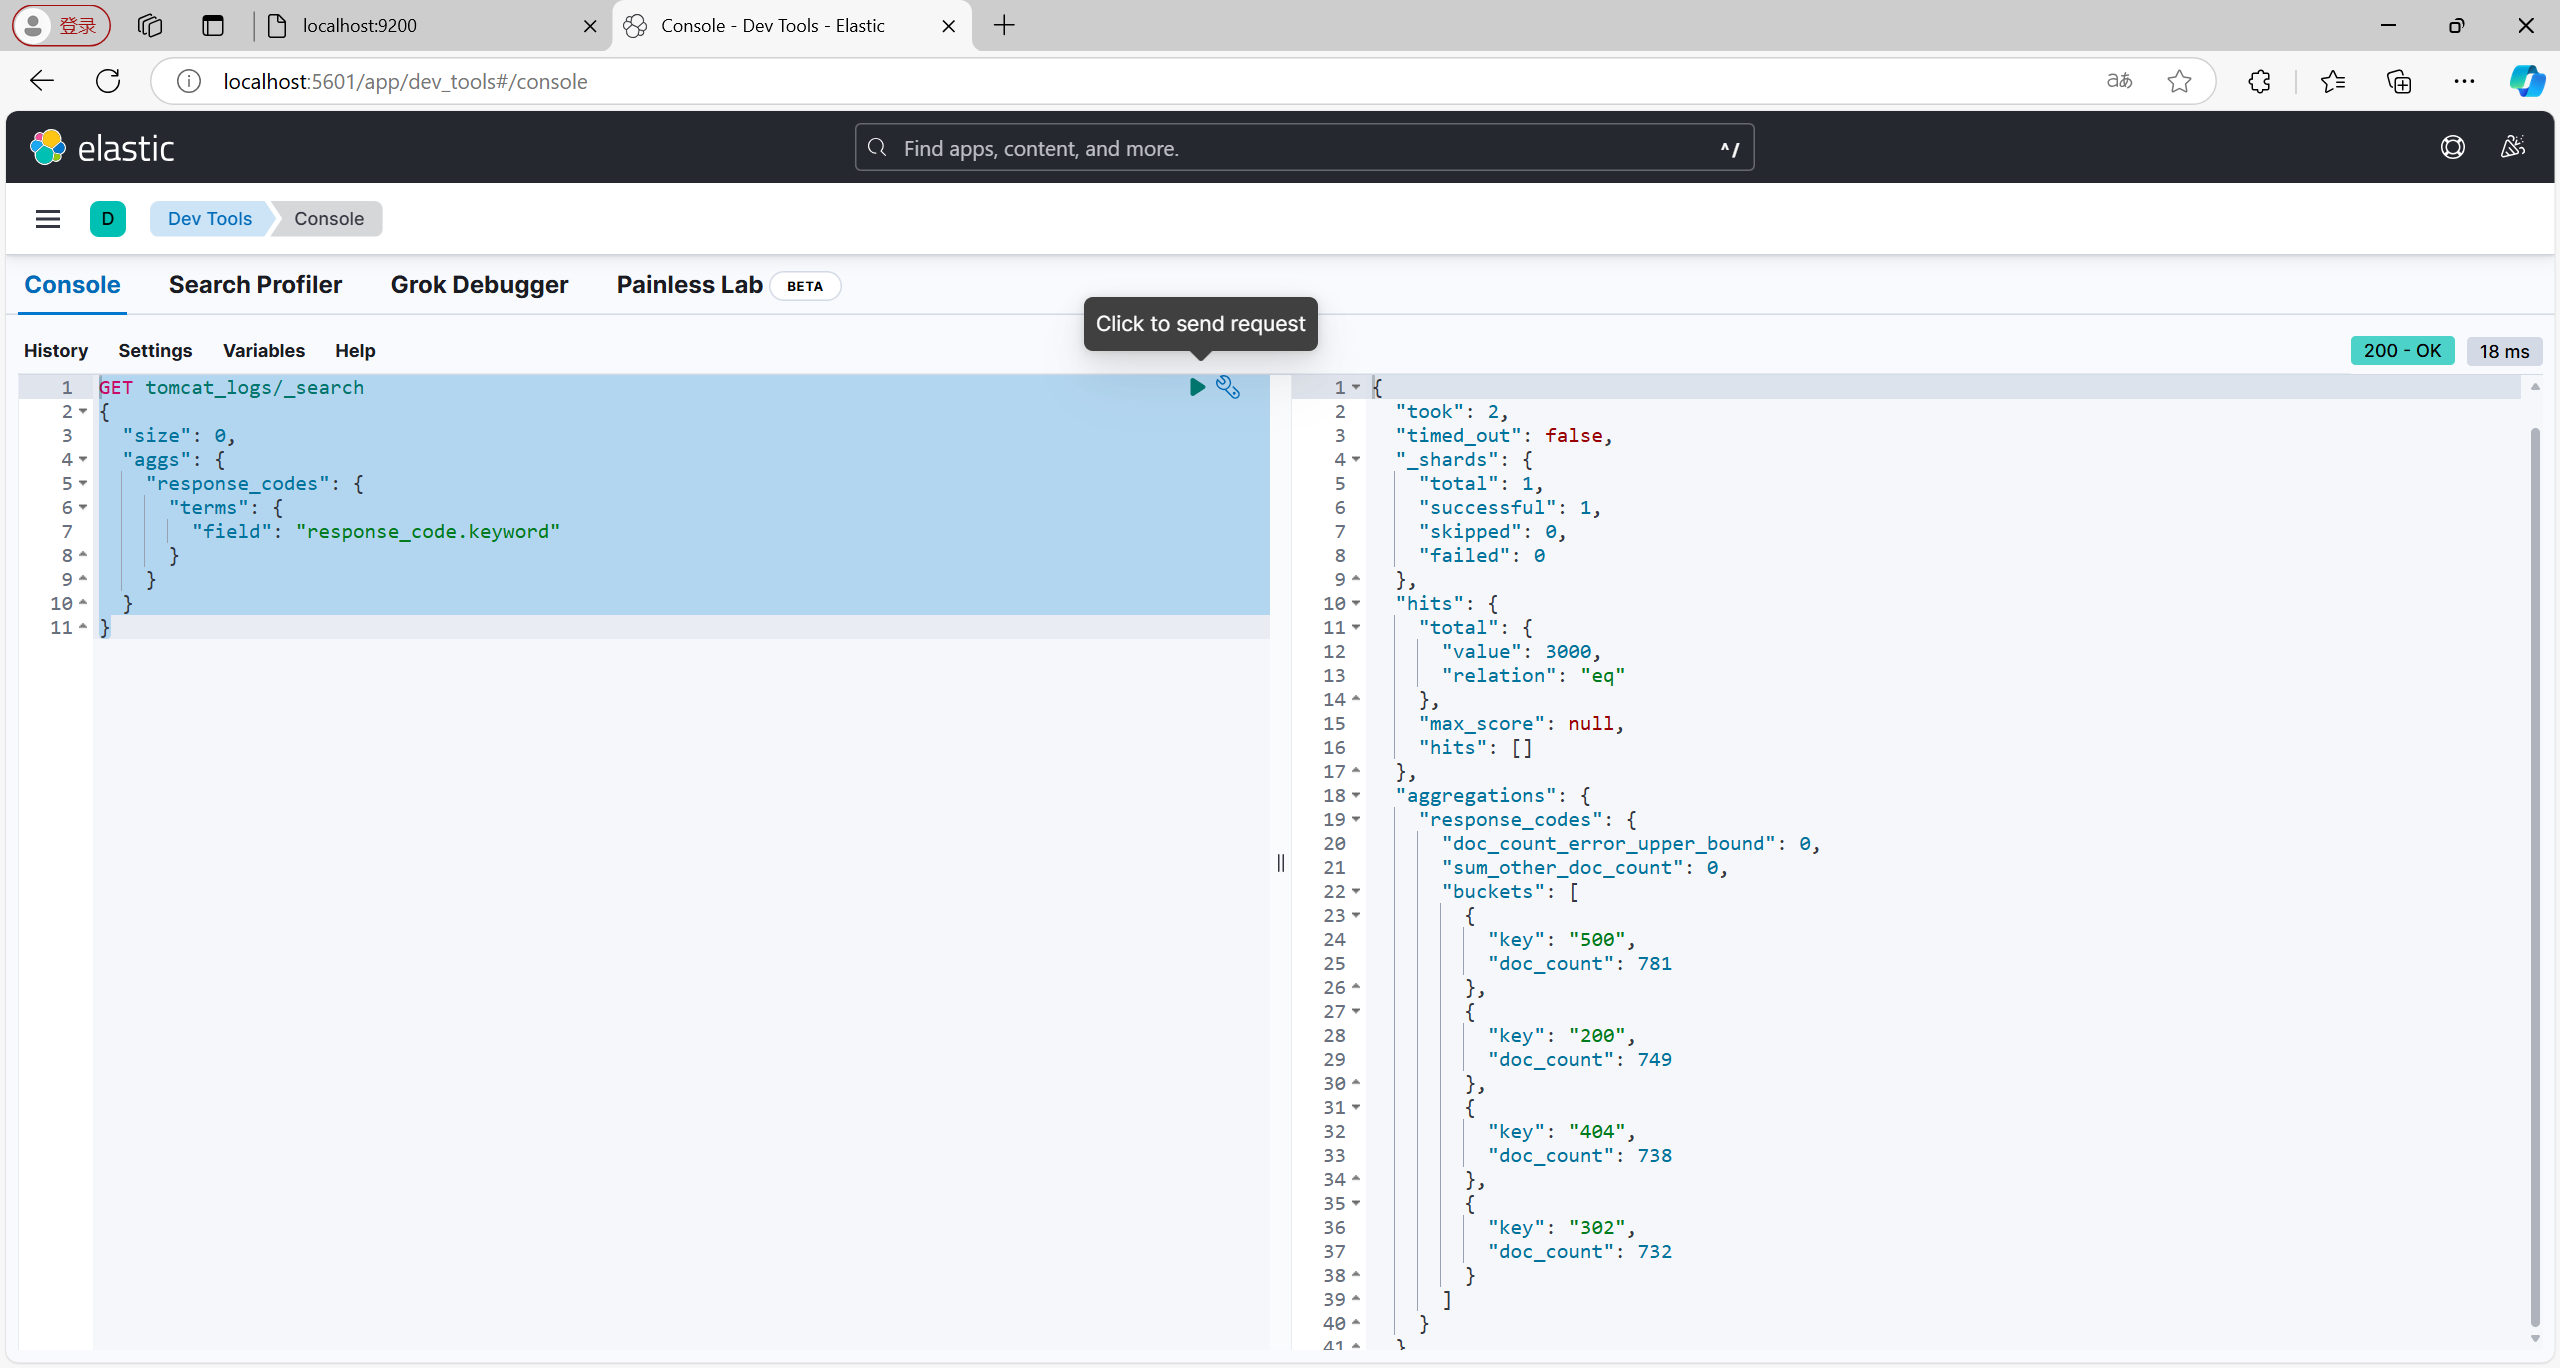 登录
localhost:9200
Console - Dev Tools - Elastic
localhost:5601/app/dev_tools#/console
aあ
elastic
Find apps, content, and more.
^/
D
Dev Tools
Console
Console
Search Profiler
Grok Debugger
Painless Lab
BETA
Click to send request
History
Settings
Variables
Help
200 - OK
18 ms
1 GET tomcat_logs/_search
2 {
3 "size": 0,
4 "aggs": {
5 "response_codes": {
6 "terms": {
7 "field": "response_code.keyword"
8 }
9 }
10 }
11 }
1 {
2 "took": 2,
3 "timed_out": false,
4 "_shards": {
5 "total": 1,
6 "successful": 1,
7 "skipped": 0,
8 "failed": 0
9 },
10 "hits": {
11 "total": {
12 "value": 3000,
13 "relation": "eq"
14 },
15 "max_score": null,
16 "hits": []
17 },
18 "aggregations": {
19 "response_codes": {
20 "doc_count_error_upper_bound": 0,
21 "sum_other_doc_count": 0,
22 "buckets": [
23 {
24 "key": "500",
25 "doc_count": 781
26 },
27 {
28 "key": "200",
29 "doc_count": 749
30 },
31 {
32 "key": "404",
33 "doc_count": 738
34 },
35 {
36 "key": "302",
37 "doc_count": 732
38 }
39 ]
40 }
41 }